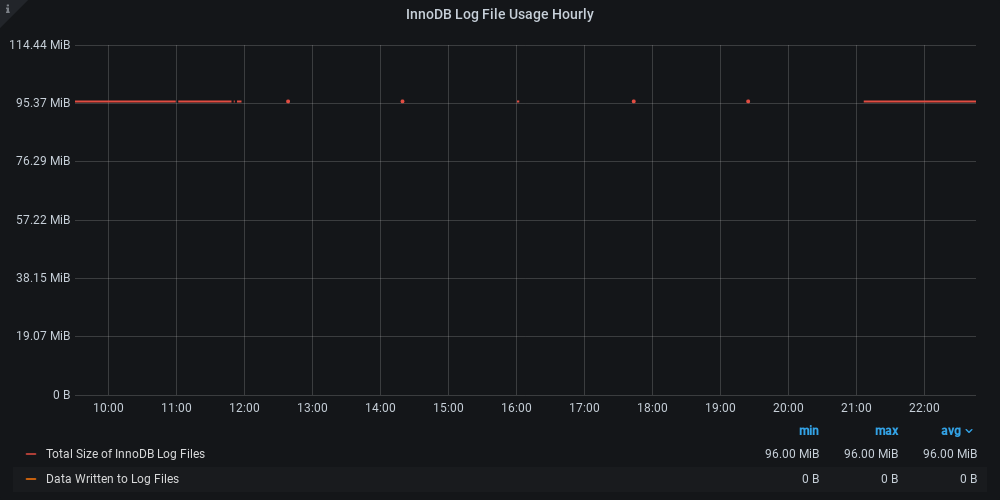 i
InnoDB Log File Usage Hourly
114.44 MiB
95.37 MiB
76.29 MiB
57.22 MiB
38.15 MiB
19.07 MiB
0 B
10:00 11:00 12:00 13:00 14:00 15:00 16:00 17:00 18:00 19:00 20:00 21:00 22:00
min max avg
Total Size of InnoDB Log Files 96.00 MiB 96.00 MiB 96.00 MiB
Data Written to Log Files 0 B 0 B 0 B